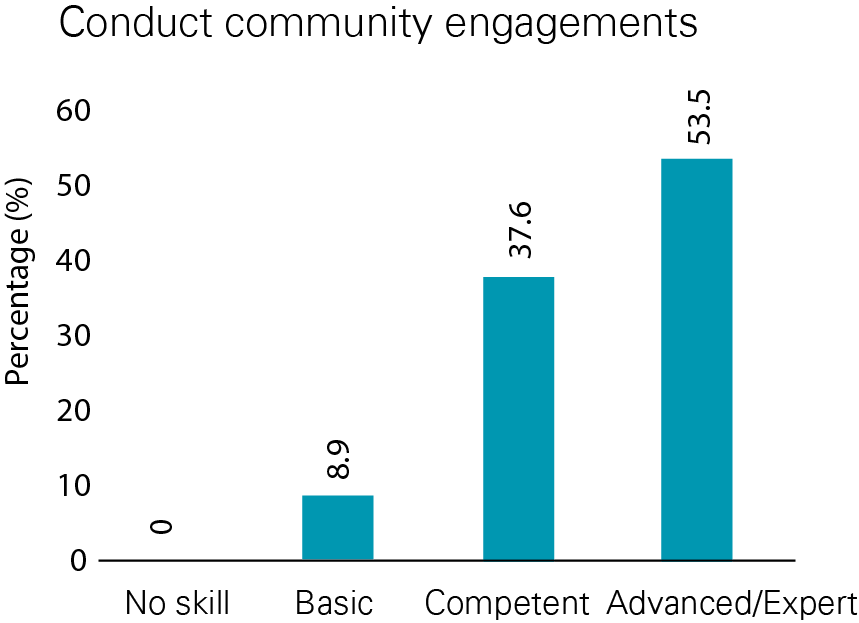 Conduct community engagements
Percentage (%)
60
50
40
30
20
10
0
0
8.9
37.6
53.5
No skill
Basic
Competent
Advanced/Expert